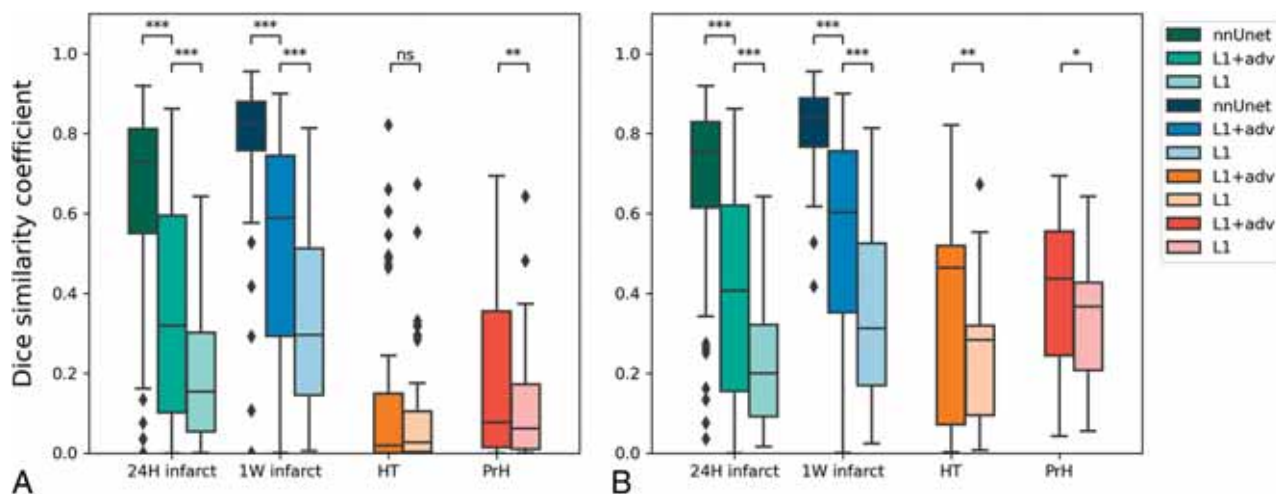 *** *** *** *** ns **
*** *** *** *** ** *
1.0
0.8
0.6
0.4
0.2
0.0
Dice similarity coefficient
24H infarct 1W infarct HT PrH
A
1.0
0.8
0.6
0.4
0.2
0.0
24H infarct 1W infarct HT PrH
B
nnUnet
L1+adv
L1
nnUnet
L1+adv
L1
L1+adv
L1
L1+adv
L1